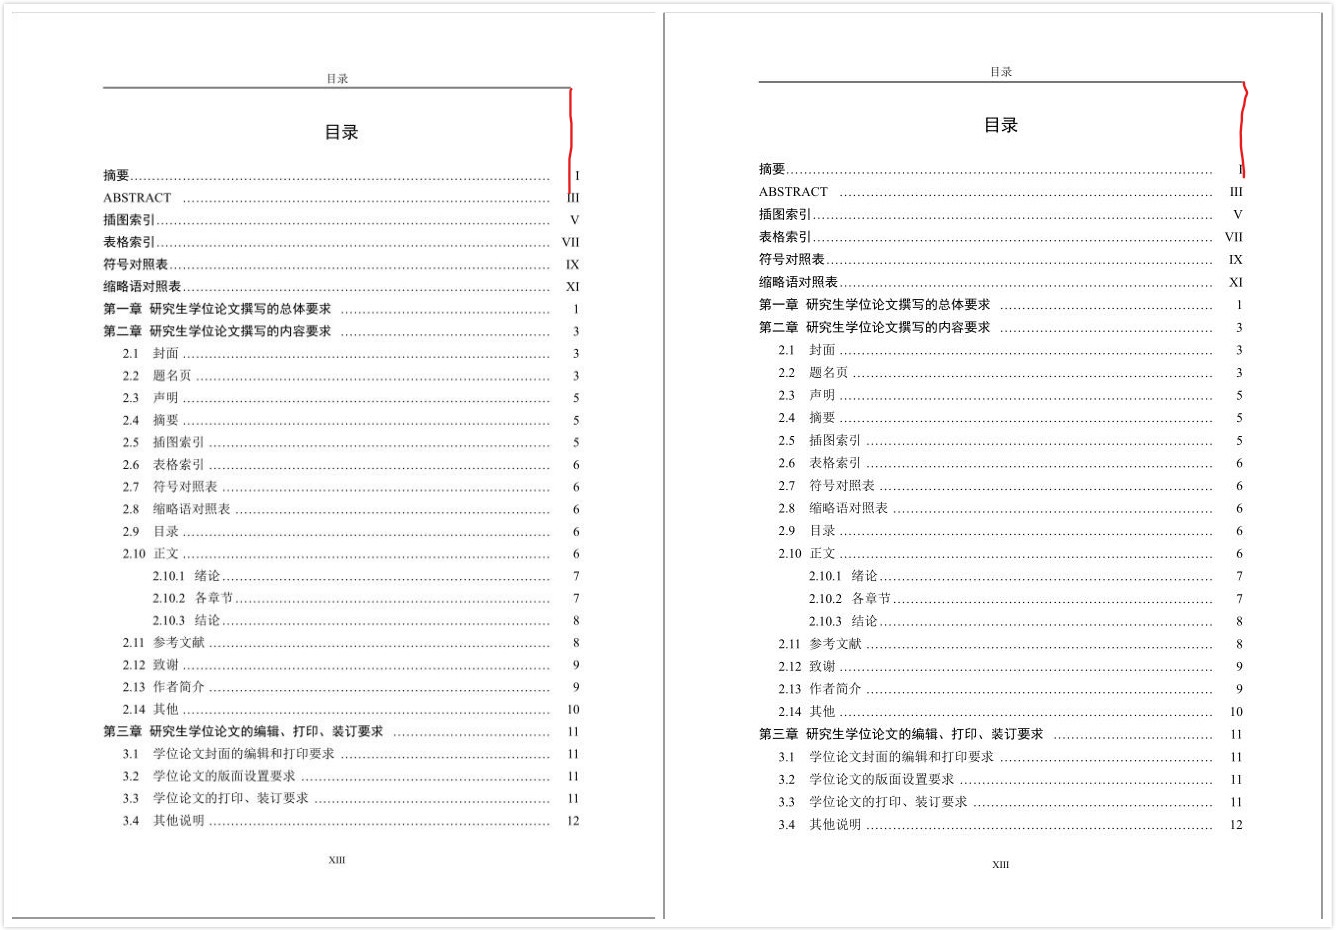 目录
目录
摘要........ I
ABSTRACT ........ III
插图索引........ V
表格索引........ VII
符号对照表........ IX
缩略语对照表........ XI
第一章 研究生学位论文撰写的总体要求 ........ 1
第二章 研究生学位论文撰写的内容要求 ........ 3
2.1 封面 ........ 3
2.2 题名页 ........ 3
2.3 声明 ........ 5
2.4 摘要 ........ 5
2.5 插图索引 ........ 5
2.6 表格索引 ........ 6
2.7 符号对照表 ........ 6
2.8 缩略语对照表 ........ 6
2.9 目录 ........ 6
2.10 正文 ........ 6
2.10.1 绪论........ 7
2.10.2 各章节........ 7
2.10.3 结论........ 8
2.11 参考文献 ........ 8
2.12 致谢 ........ 9
2.13 作者简介 ........ 9
2.14 其他 ........ 10
第三章 研究生学位论文的编辑、打印、装订要求 ........ 11
3.1 学位论文封面的编辑和打印要求 ........ 11
3.2 学位论文的版面设置要求 ........ 11
3.3 学位论文的打印、装订要求 ........ 11
3.4 其他说明 ........ 12
XIII
目录
目录
摘要........ I
ABSTRACT ........ III
插图索引........ V
表格索引........ VII
符号对照表........ IX
缩略语对照表........ XI
第一章 研究生学位论文撰写的总体要求 ........ 1
第二章 研究生学位论文撰写的内容要求 ........ 3
2.1 封面 ........ 3
2.2 题名页 ........ 3
2.3 声明 ........ 5
2.4 摘要 ........ 5
2.5 插图索引 ........ 5
2.6 表格索引 ........ 6
2.7 符号对照表 ........ 6
2.8 缩略语对照表 ........ 6
2.9 目录 ........ 6
2.10 正文 ........ 6
2.10.1 绪论........ 7
2.10.2 各章节........ 7
2.10.3 结论........ 8
2.11 参考文献 ........ 8
2.12 致谢 ........ 9
2.13 作者简介 ........ 9
2.14 其他 ........ 10
第三章 研究生学位论文的编辑、打印、装订要求 ........ 11
3.1 学位论文封面的编辑和打印要求 ........ 11
3.2 学位论文的版面设置要求 ........ 11
3.3 学位论文的打印、装订要求 ........ 11
3.4 其他说明 ........ 12
XIII